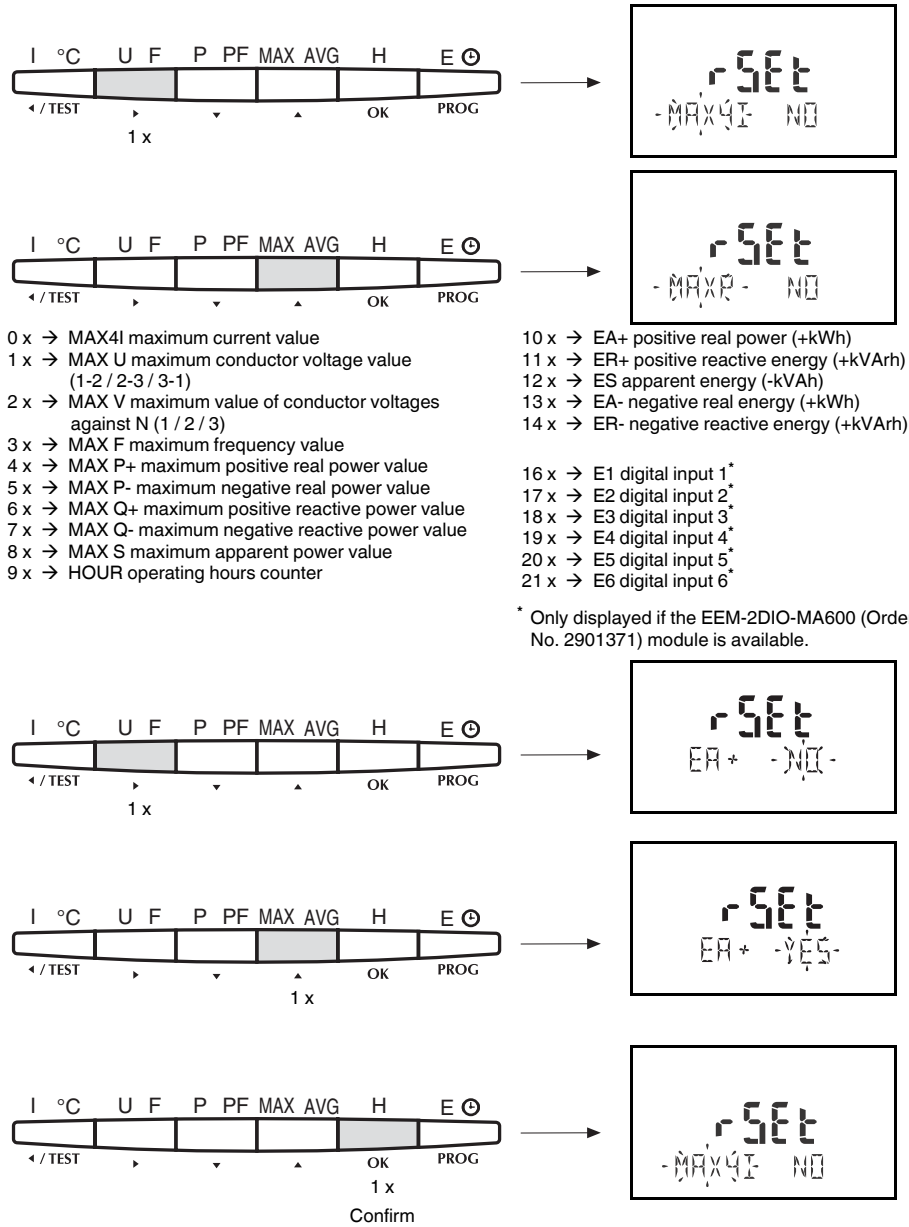 I °C U F P PF MAX AVG H E
/ TEST OK PROG
1 x
rSEt
-MAX4I- NO
I °C U F P PF MAX AVG H E
/ TEST OK PROG
rSEt
-MAXP- NO
0 x → MAX4I maximum current value
1 x → MAX U maximum conductor voltage value
(1-2 / 2-3 / 3-1)
2 x → MAX V maximum value of conductor voltages
against N (1 / 2 / 3)
3 x → MAX F maximum frequency value
4 x → MAX P+ maximum positive real power value
5 x → MAX P- maximum negative real power value
6 x → MAX Q+ maximum positive reactive power value
7 x → MAX Q- maximum negative reactive power value
8 x → MAX S maximum apparent power value
9 x → HOUR operating hours counter
10 x → EA+ positive real power (+kWh)
11 x → ER+ positive reactive energy (+kVArh)
12 x → ES apparent energy (-kVAh)
13 x → EA- negative real energy (+kWh)
14 x → ER- negative reactive energy (+kVArh)
16 x → E1 digital input 1*
17 x → E2 digital input 2*
18 x → E3 digital input 3*
19 x → E4 digital input 4*
20 x → E5 digital input 5*
21 x → E6 digital input 6*
* Only displayed if the EEM-2DIO-MA600 (Orde
No. 2901371) module is available.
I °C U F P PF MAX AVG H E
/ TEST OK PROG
1 x
rSEt
EA+ -NO-
I °C U F P PF MAX AVG H E
/ TEST OK PROG
1 x
rSEt
EA+ -YES-
I °C U F P PF MAX AVG H E
/ TEST OK PROG
1 x
Confirm
rSEt
-MAX4I- NO